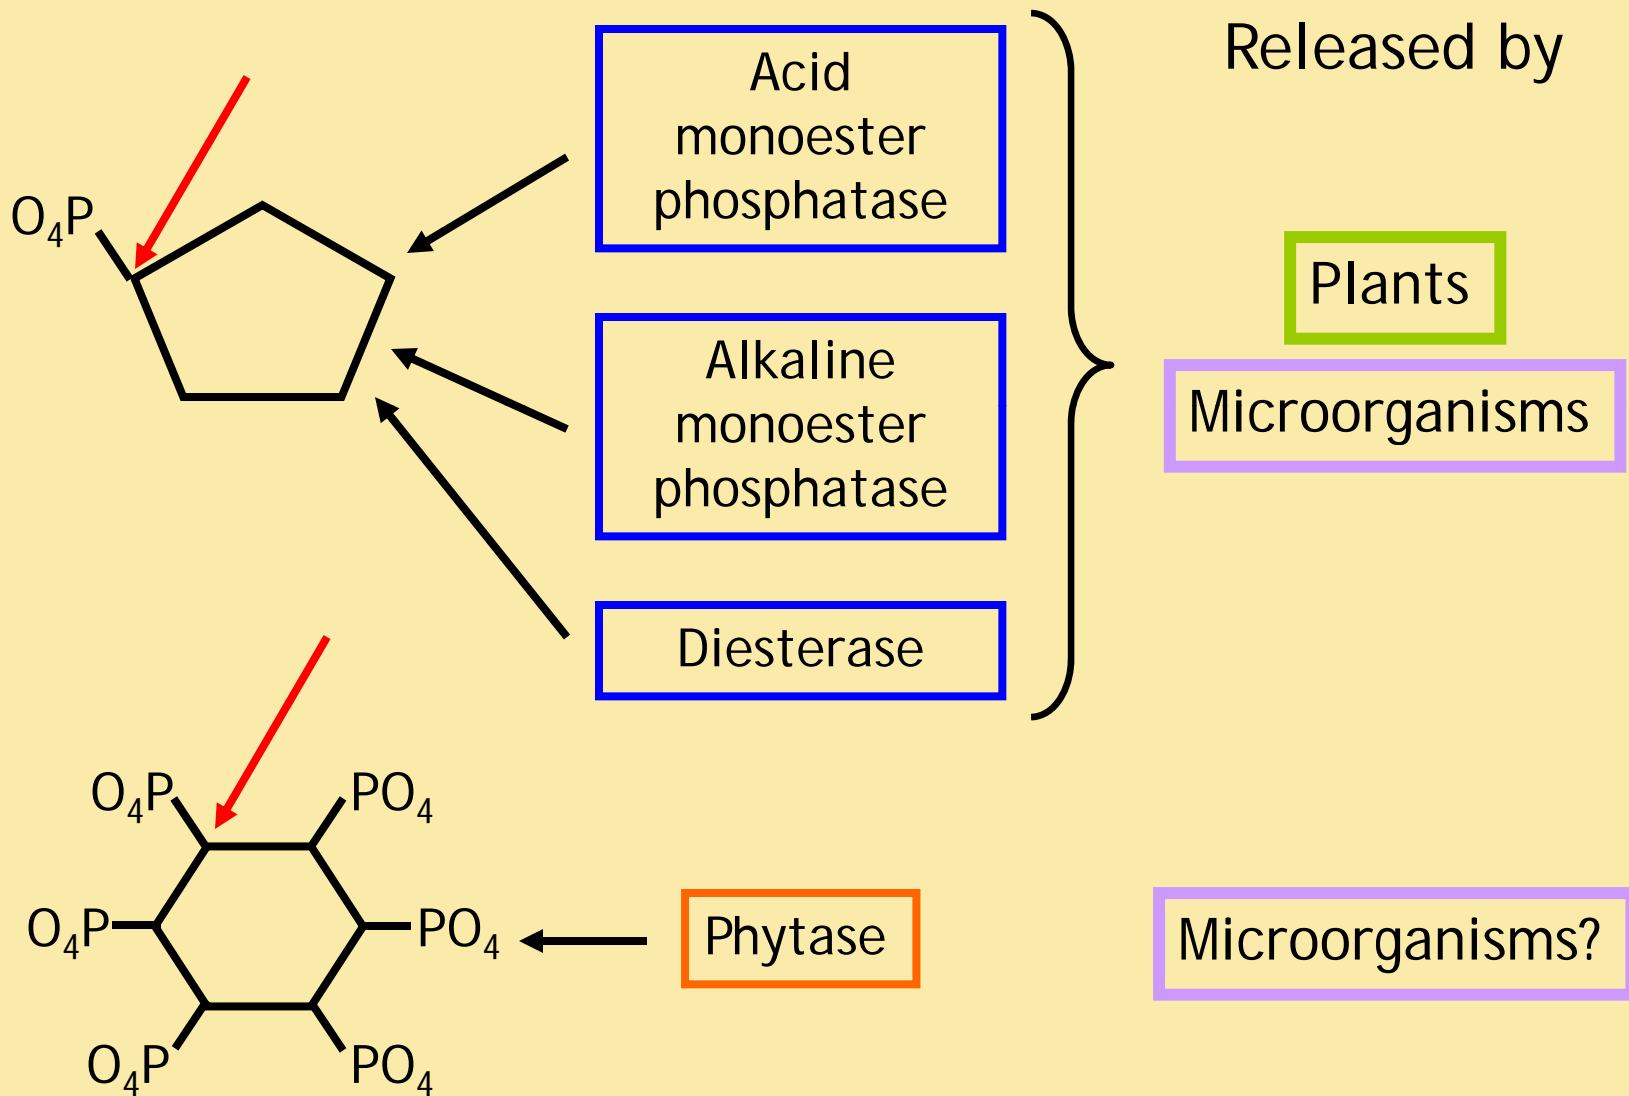 Released by
O₄P
Acid
monoester
phosphatase
Plants
Microorganisms
Alkaline
monoester
phosphatase
Diesterase
O₄P
PO₄
O₄P
PO₄
Phytase
Microorganisms?
O₄P
PO₄